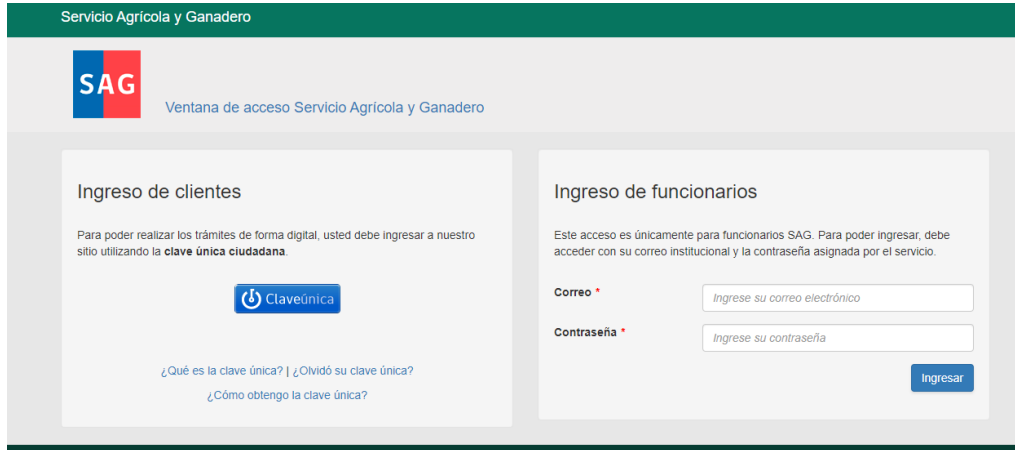 Servicio Agrícola y Ganadero
SAG
Ventana de acceso Servicio Agrícola y Ganadero
Ingreso de clientes
Para poder realizar los trámites de forma digital, usted debe ingresar a nuestro
sitio utilizando la clave única ciudadana.
Claveúnica
¿Qué es la clave única? | ¿Olvidó su clave única?
¿Cómo obtengo la clave única?
Ingreso de funcionarios
Este acceso es únicamente para funcionarios SAG. Para poder ingresar, debe
acceder con su correo institucional y la contraseña asignada por el servicio.
Correo *
Ingrese su correo electrónico
Contraseña *
Ingrese su contraseña
Ingresar